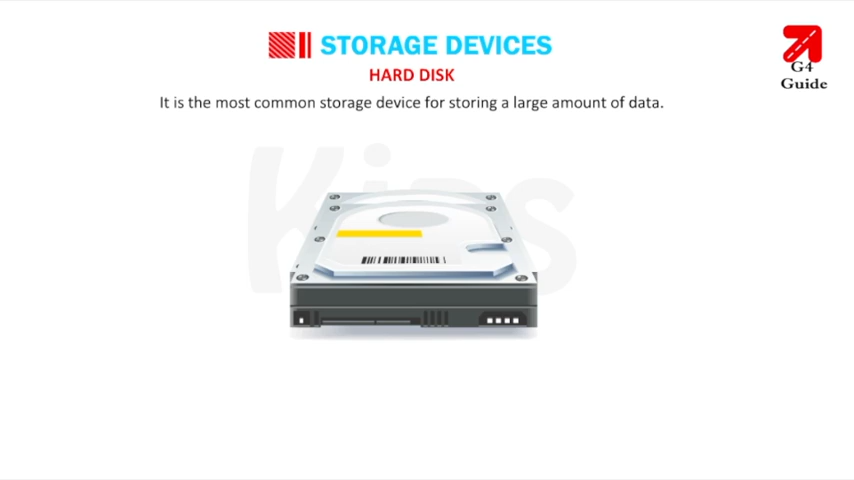 STORAGE DEVICES
HARD DISK
It is the most common storage device for storing a large amount of data.
G4
Guide
Kips